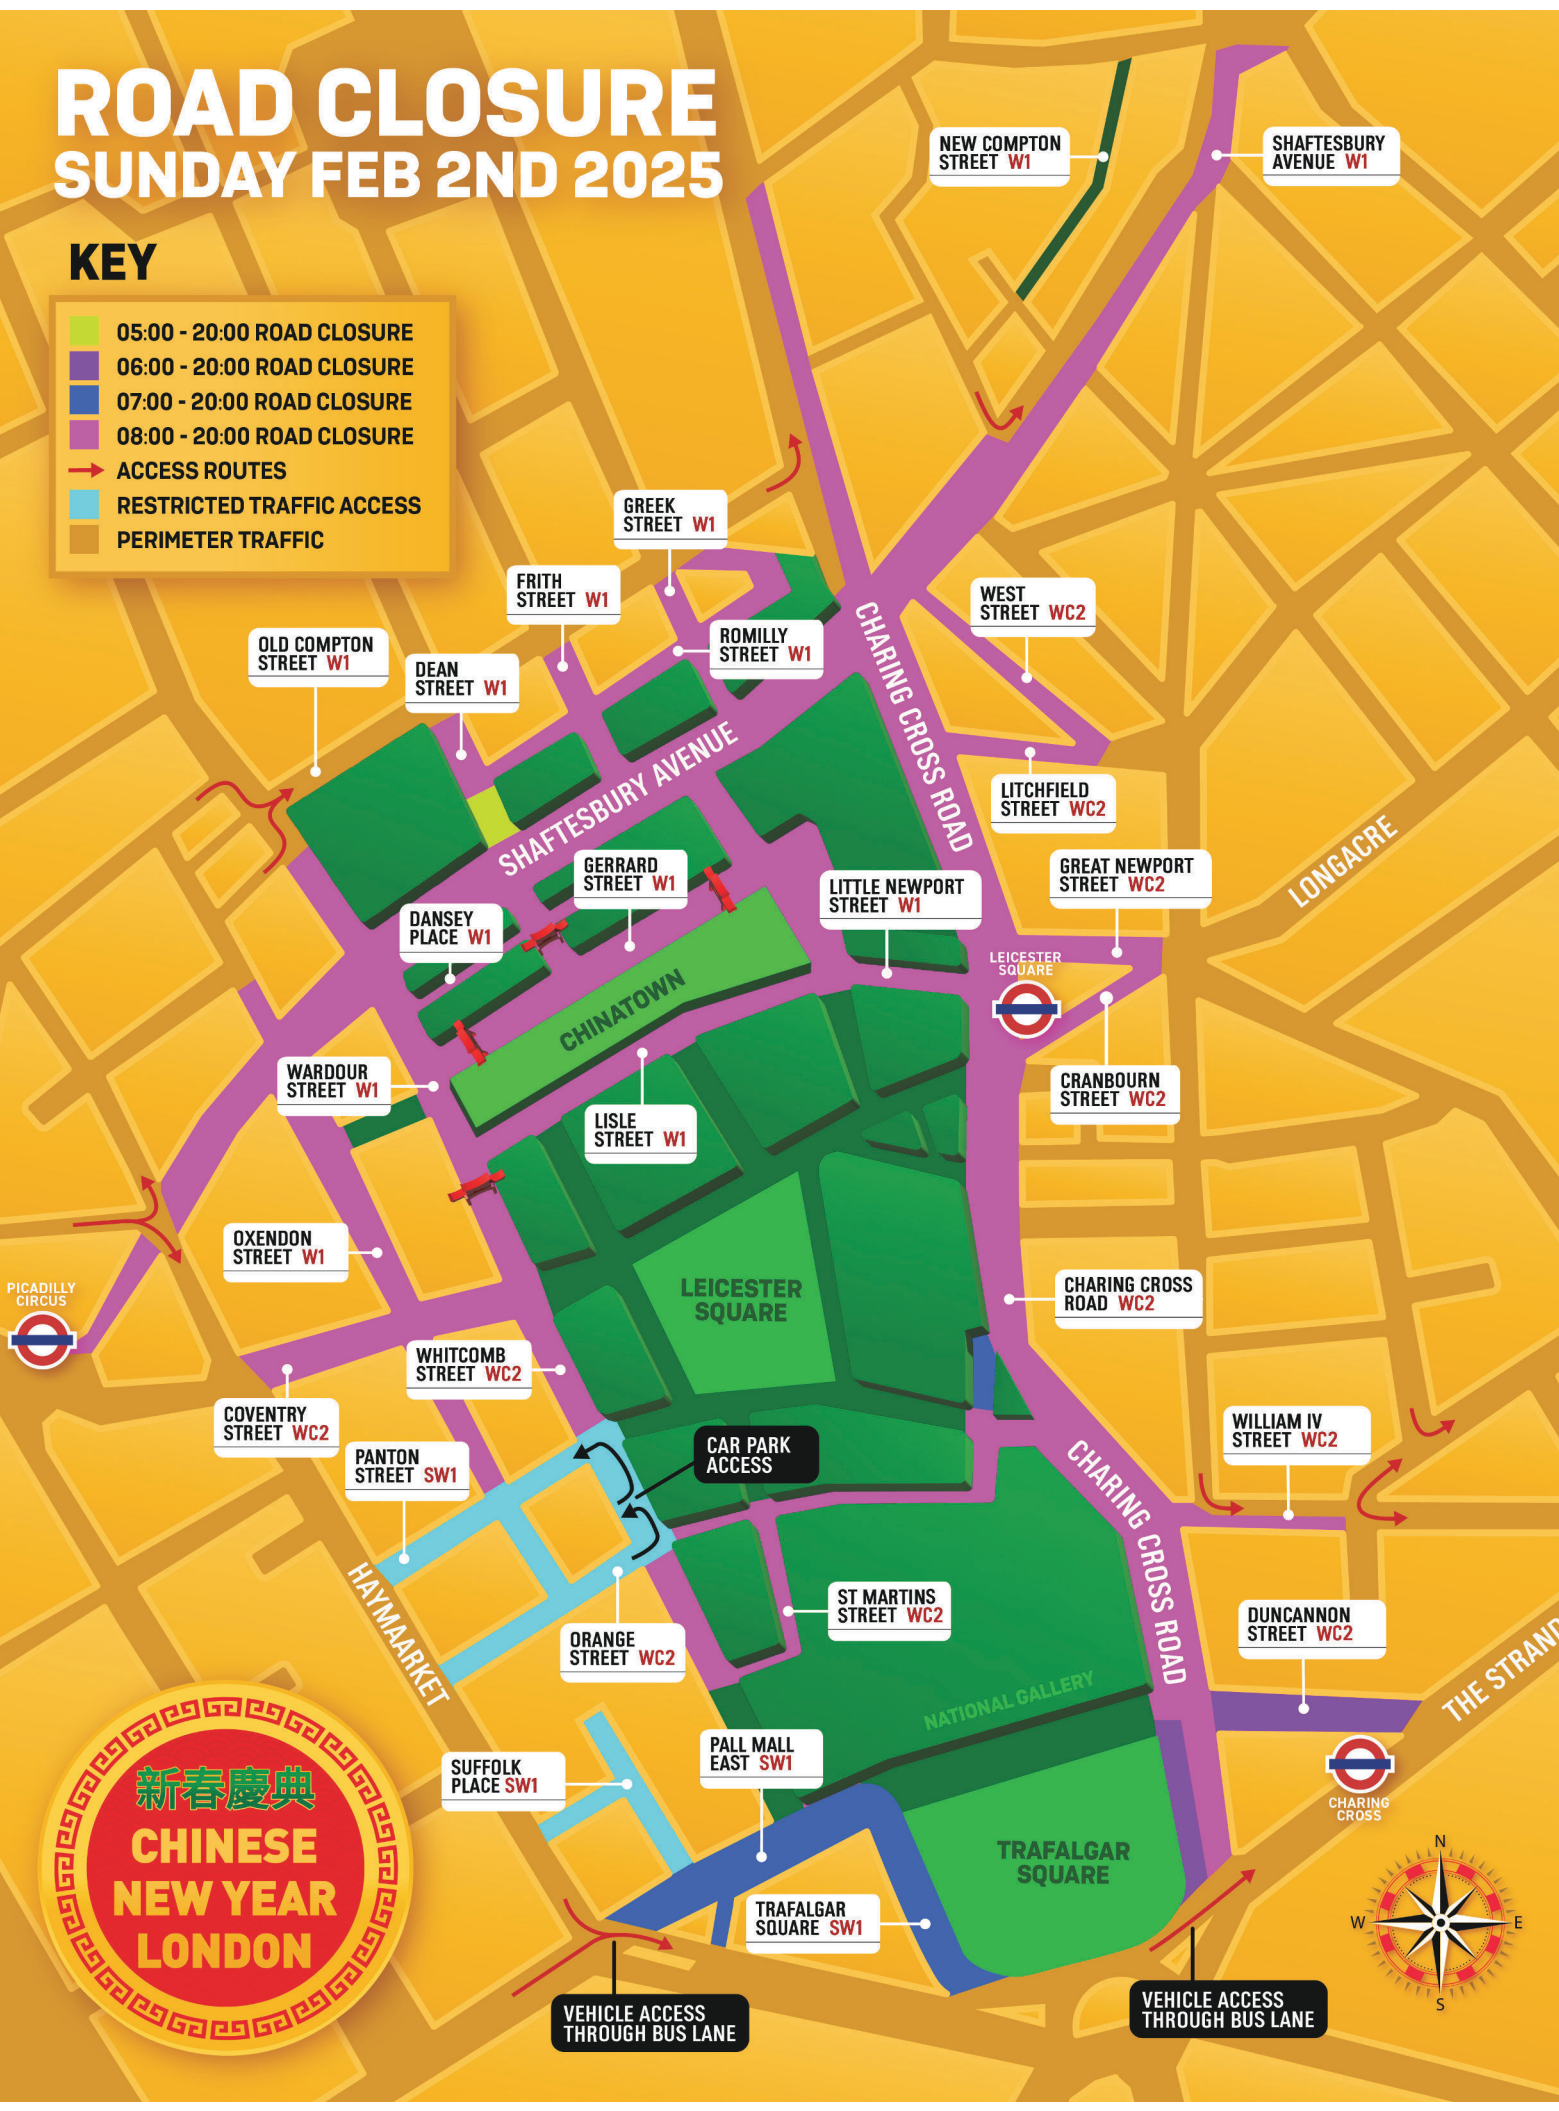 ROAD CLOSURE
SUNDAY FEB 2ND 2025
KEY
05:00 - 20:00 ROAD CLOSURE
06:00 - 20:00 ROAD CLOSURE
07:00 - 20:00 ROAD CLOSURE
08:00 - 20:00 ROAD CLOSURE
ACCESS ROUTES
RESTRICTED TRAFFIC ACCESS
PERIMETER TRAFFIC
NEW COMPTON
STREET W1
SHAFTESBURY
AVENUE W1
GREEK
STREET W1
FRITH
STREET W1
WEST
STREET WC2
ROMILLY
STREET W1
OLD COMPTON
STREET W1
DEAN
STREET W1
CHARING CROSS ROAD
SHAFTESBURY AVENUE
LITCHFIELD
STREET WC2
LONGACRE
GERRARD
STREET W1
GREAT NEWPORT
STREET WC2
LITTLE NEWPORT
STREET W1
DANSEY
PLACE W1
LEICESTER
SQUARE
CHINATOWN
WARDOUR
STREET W1
CRANBOURN
STREET WC2
LISLE
STREET W1
OXENDON
STREET W1
PICADILLY
CIRCUS
LEICESTER
SQUARE
CHARING CROSS
ROAD WC2
WHITCOMB
STREET WC2
COVENTRY
STREET WC2
WILLIAM IV
STREET WC2
CAR PARK
ACCESS
PANTON
STREET SW1
CHARING CROSS ROAD
HAYMAARKET
ST MARTINS
STREET WC2
DUNCANNON
STREET WC2
ORANGE
STREET WC2
THE STRAND
NATIONAL GALLERY
PALL MALL
EAST SW1
SUFFOLK
PLACE SW1
CHARING
CROSS
TRAFALGAR
SQUARE
TRAFALGAR
SQUARE SW1
新春慶典
CHINESE
NEW YEAR
LONDON
N
W
E
S
VEHICLE ACCESS
THROUGH BUS LANE
VEHICLE ACCESS
THROUGH BUS LANE